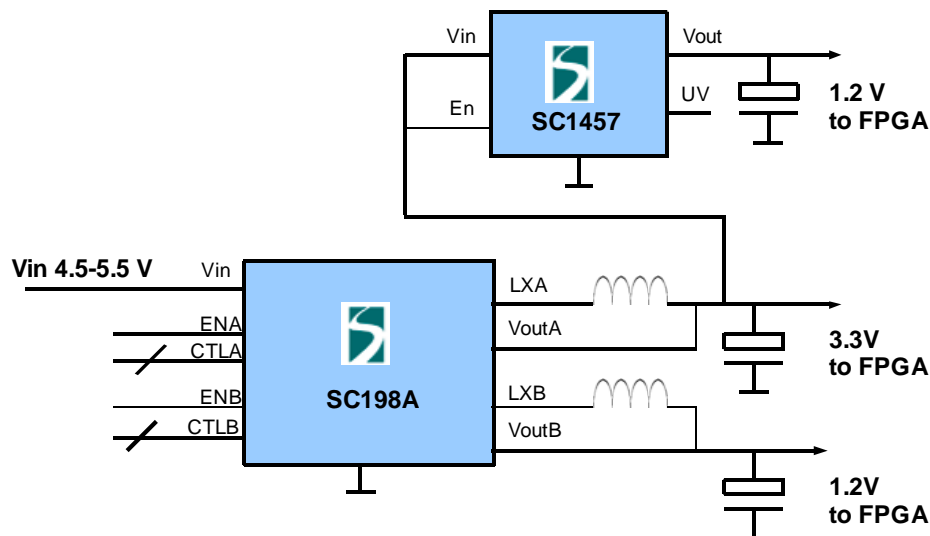 Vin
Vout
En
UV
SC1457
1.2 V
to FPGA
Vin 4.5-5.5 V
Vin
ENA
CTLA
ENB
CTLB
SC198A
LXA
VoutA
LXB
VoutB
3.3V
to FPGA
1.2V
to FPGA